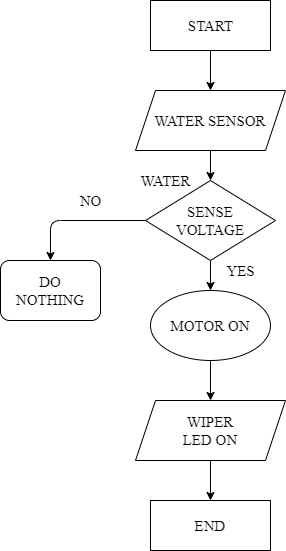 START
WATER SENSOR
WATER
SENSE
VOLTAGE
NO
YES
DO
NOTHING
MOTOR ON
WIPER
LED ON
END